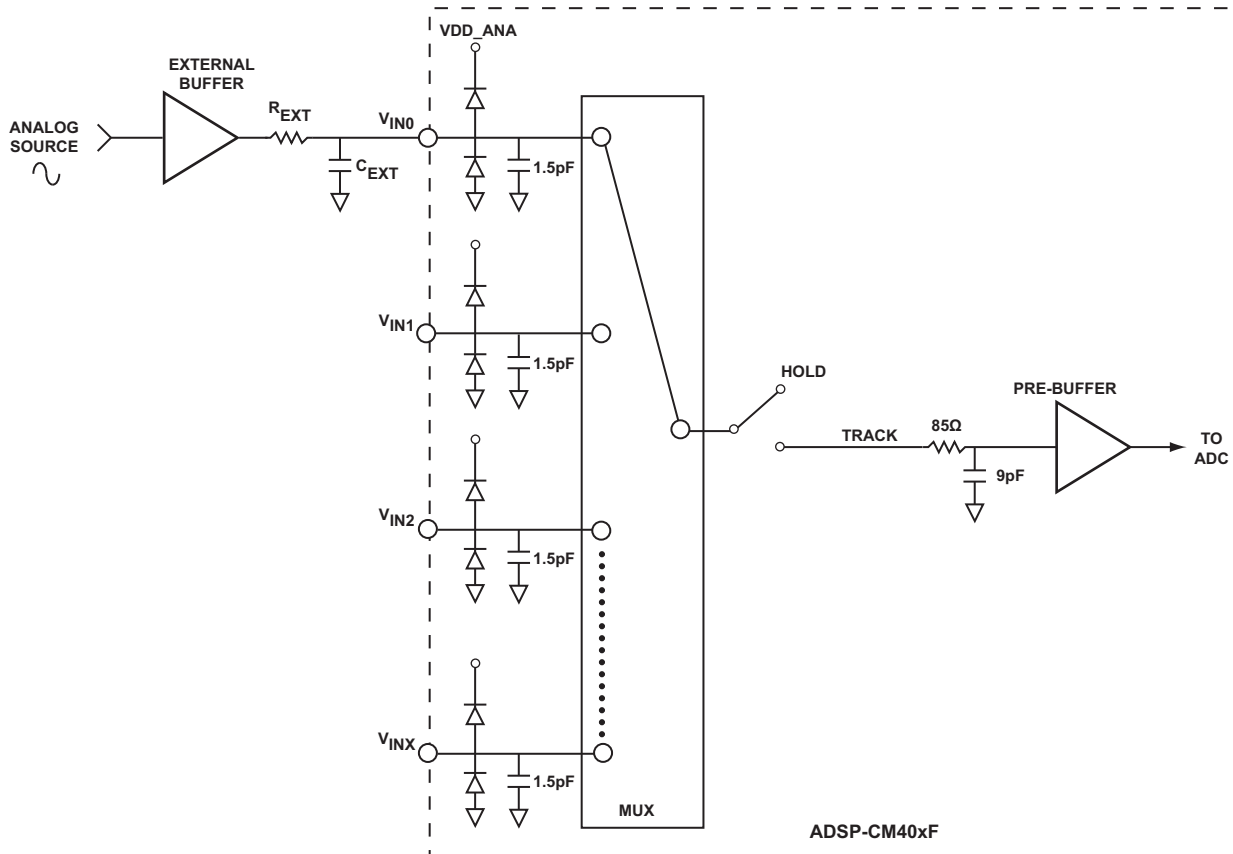 VDD_ANA
EXTERNAL
BUFFER
ANALOG
SOURCE
REXT
CEXT
VIN0
1.5pF
VIN1
1.5pF
HOLD
PRE-BUFFER
TRACK
85Ω
9pF
TO
ADC
VIN2
1.5pF
VINX
1.5pF
MUX
ADSP-CM40xF